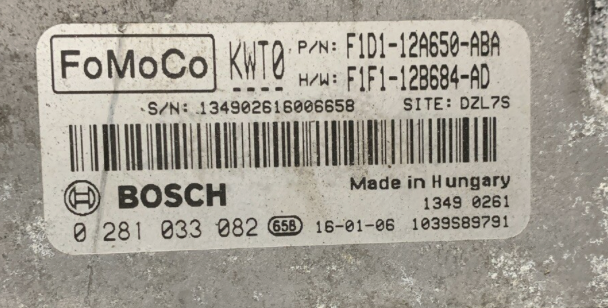 FoMoCo KWT0 P/N: F1D1-12A650-ABA
H/W: F1F1-12B684-AD
S/N: 134902616006658 SITE: DZL7S
BOSCH Made in Hungary
1349 0261
0 281 033 082 658 16-01-06 1039S89791